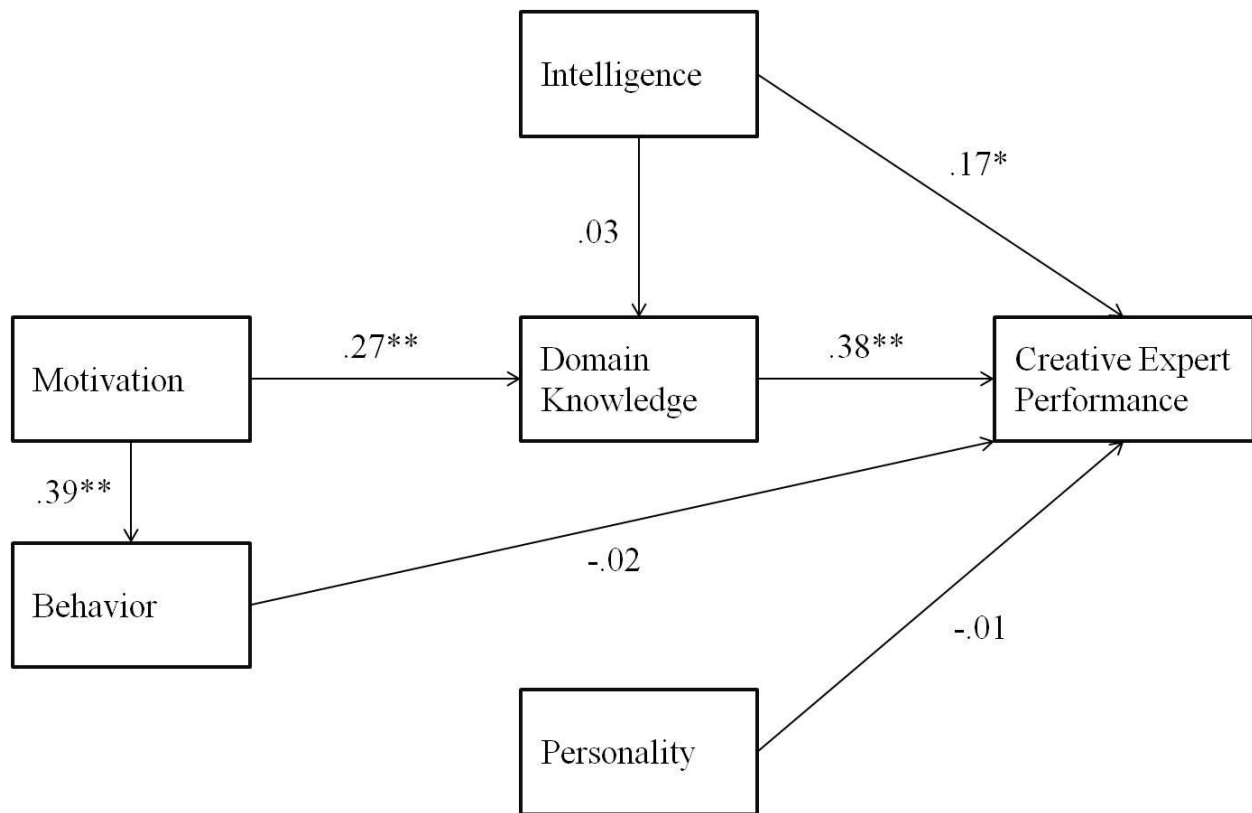 Intelligence
.17*
.03
Motivation
.27**
Domain
Knowledge
.38**
Creative Expert
Performance
.39**
Behavior
-.02
-.01
Personality